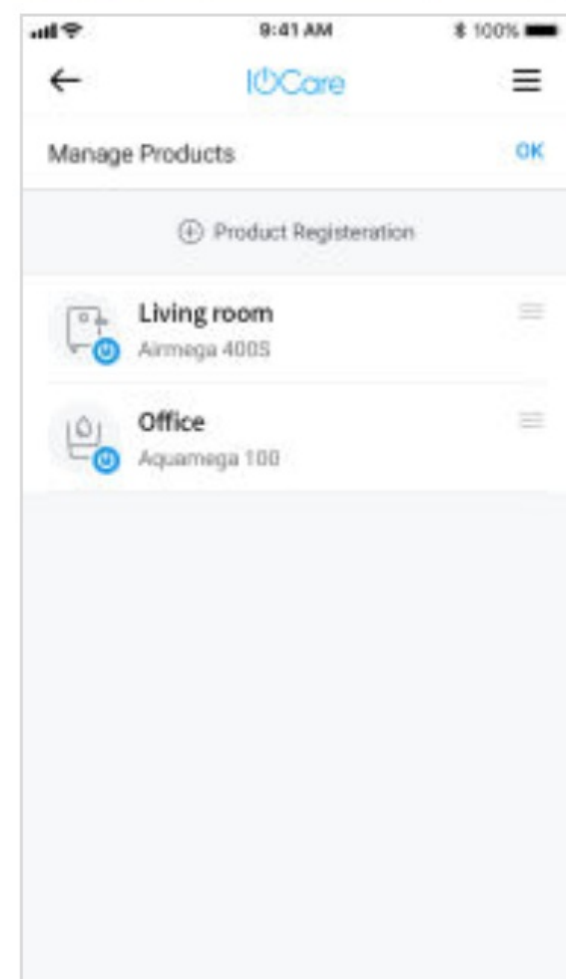 9:41 AM
100%
IOCare
Manage Products
OK
Product Registeration
Living room
Airmega 400S
Office
Aquamega 100